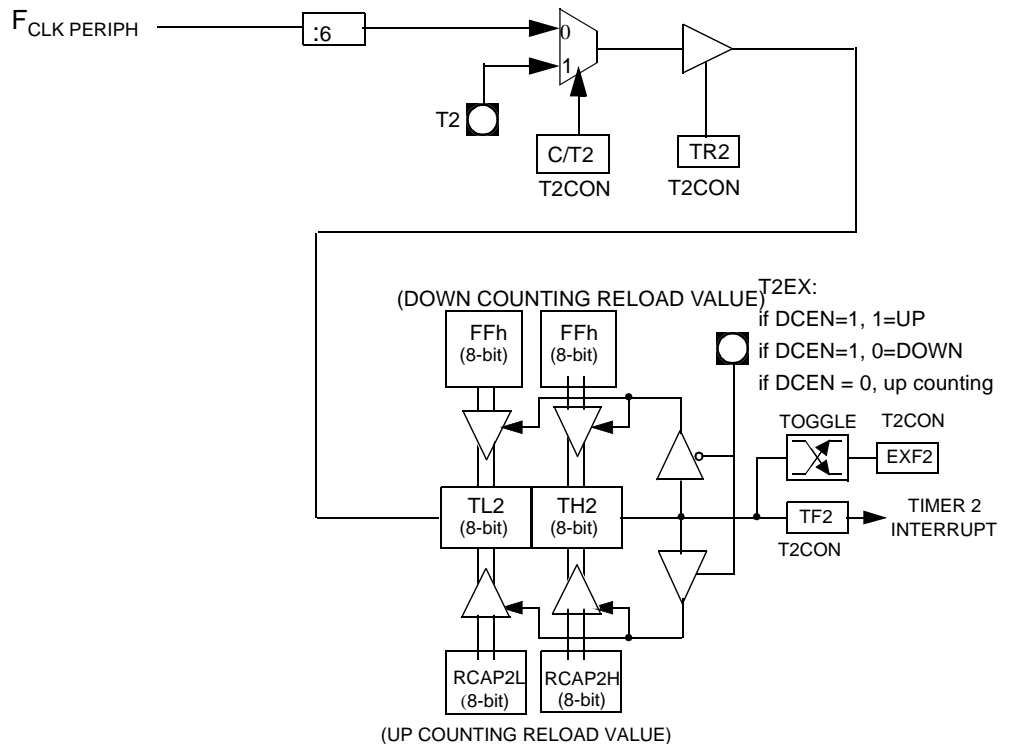 FCLK PERIPH
:6
0
1
T2
C/T2
TR2
T2CON
T2CON
(DOWN COUNTING RELOAD VALUE)
T2EX:
if DCEN=1, 1=UP
if DCEN=1, 0=DOWN
if DCEN = 0, up counting
FFh
(8-bit)
FFh
(8-bit)
TOGGLE
T2CON
EXF2
TL2
(8-bit)
TH2
(8-bit)
TF2
T2CON
TIMER 2
INTERRUPT
RCAP2L
(8-bit)
RCAP2H
(8-bit)
(UP COUNTING RELOAD VALUE)